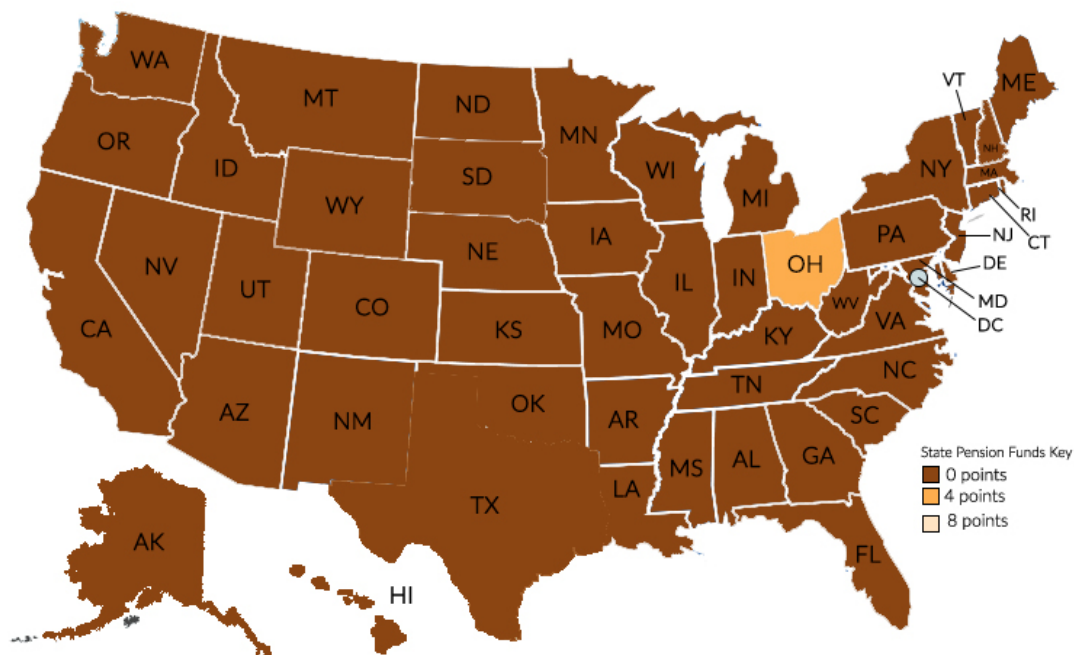 WA
MT
ND
MN
VT
ME
OR
ID
WY
SD
WI
MI
NY
NH
MA
RI
CT
NJ
NV
UT
CO
NE
IA
IL
IN
OH
PA
DE
MD
DC
WV
VA
CA
KS
MO
KY
NC
AZ
NM
OK
AR
TN
SC
TX
LA
MS
AL
GA
FL
AK
HI
State Pension Funds Key
0 points
4 points
8 points